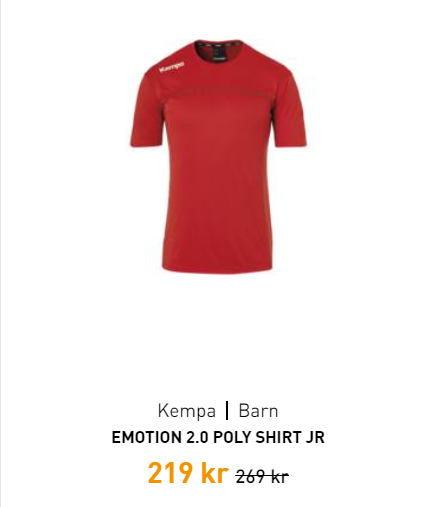 Kempa
Kempa | Barn
EMOTION 2.0 POLY SHIRT JR
219 kr 269 kr